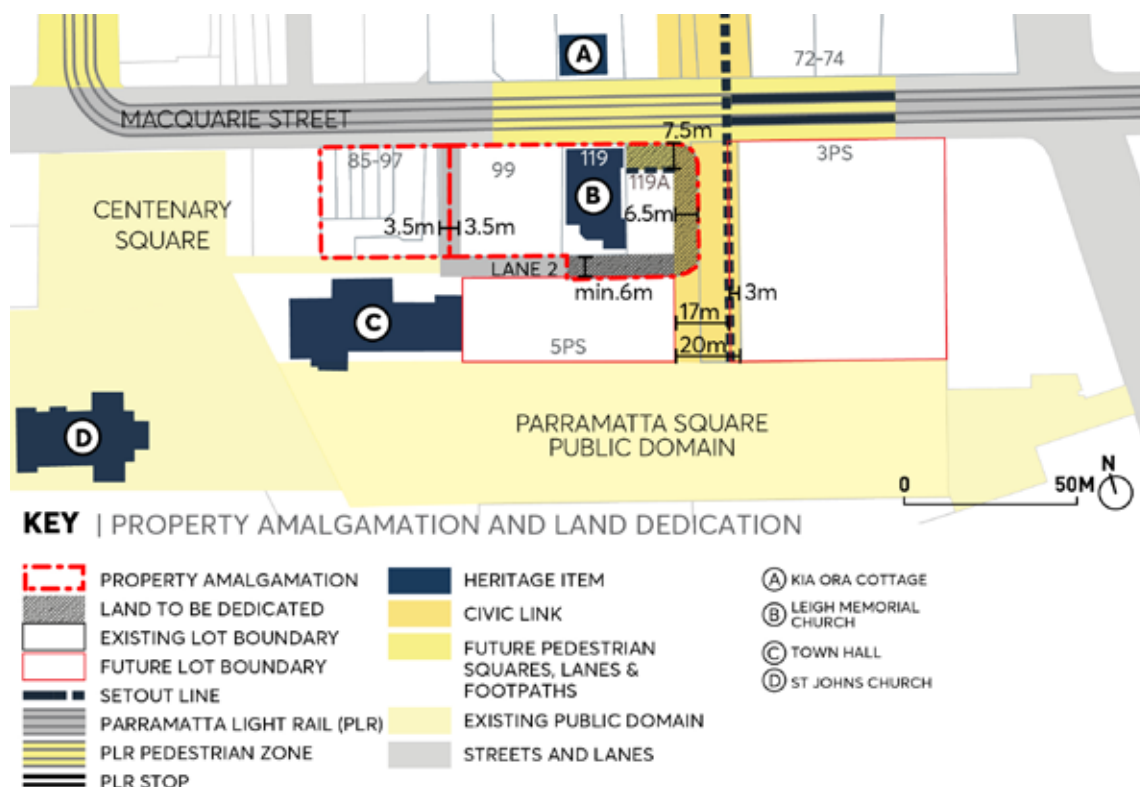 A
72-74
MACQUARIE STREET
7.5m
85-97
99
119
3PS
119A
B
CENTENARY
SQUARE
3.5m
3.5m
6.5m
LANE 2
min.6m
3m
C
17m
5PS
20m
D
PARRAMATTA SQUARE
PUBLIC DOMAIN
0
50M
N
KEY | PROPERTY AMALGAMATION AND LAND DEDICATION
PROPERTY AMALGAMATION
LAND TO BE DEDICATED
EXISTING LOT BOUNDARY
FUTURE LOT BOUNDARY
SETOUT LINE
PARRAMATTA LIGHT RAIL (PLR)
PLR PEDESTRIAN ZONE
PLR STOP
HERITAGE ITEM
CIVIC LINK
FUTURE PEDESTRIAN
SQUARES, LANES &
FOOTPATHS
EXISTING PUBLIC DOMAIN
STREETS AND LANES
A KIA ORA COTTAGE
B LEIGH MEMORIAL
CHURCH
C TOWN HALL
D ST JOHNS CHURCH